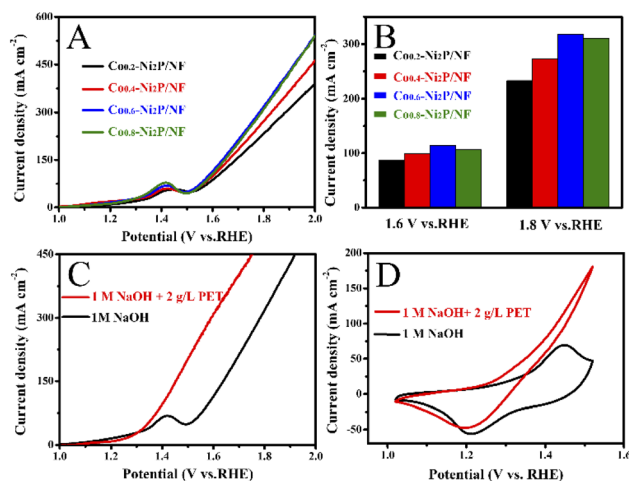 A
Co0.2-Ni2P/NF
Co0.4-Ni2P/NF
Co0.6-Ni2P/NF
Co0.8-Ni2P/NF
600
450
300
150
0
1.0 1.2 1.4 1.6 1.8 2.0
Current density (mA cm-2)
Potential (V vs.RHE)
B
Co0.2-Ni2P/NF
Co0.4-Ni2P/NF
Co0.6-Ni2P/NF
Co0.8-Ni2P/NF
300
200
100
0
1.6 V vs.RHE 1.8 V vs.RHE
Current density (mA cm-2)
C
1 M NaOH + 2 g/L PET
1M NaOH
450
300
150
0
1.0 1.2 1.4 1.6 1.8 2.0
Current density (mA cm-2)
Potential (V vs.RHE)
D
1 M NaOH+ 2 g/L PET
1 M NaOH
200
150
100
50
0
-50
1.0 1.2 1.4 1.6
Current density (mA cm-2)
Potential (V vs. RHE)